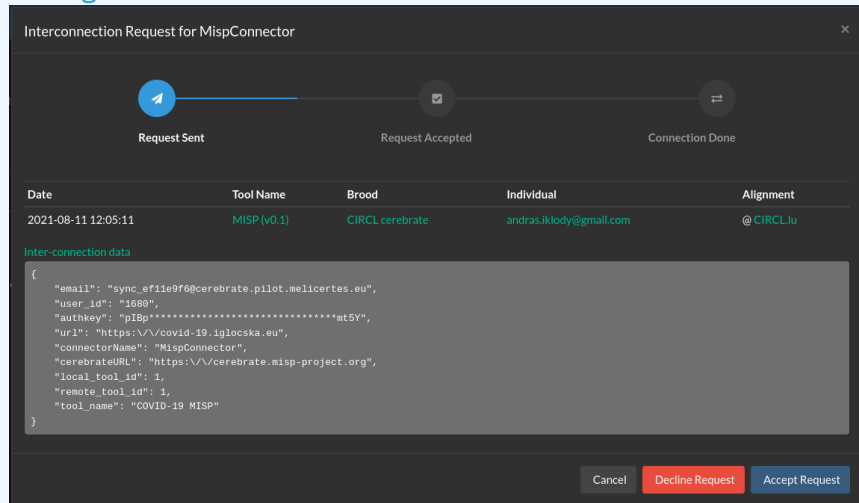 Interconnection Request for MispConnector
×
Request Sent
Request Accepted
Connection Done
Date Tool Name Brood Individual Alignment
2021-08-11 12:05:11 MISP (v0.1) CIRCL cerebrate andras.iklody@gmail.com @ CIRCL.lu
Inter-connection data
{
    "email": "sync_ef11e9f6@cerebrate.pilot.melicertes.eu",
    "user_id": "1680",
    "authkey": "pIBp********************************mt5Y",
    "url": "https:\/\/covid-19.iglocska.eu",
    "connectorName": "MispConnector",
    "cerebrateURL": "https:\/\/cerebrate.misp-project.org",
    "local_tool_id": 1,
    "remote_tool_id": 1,
    "tool_name": "COVID-19 MISP"
}
Cancel Decline Request Accept Request